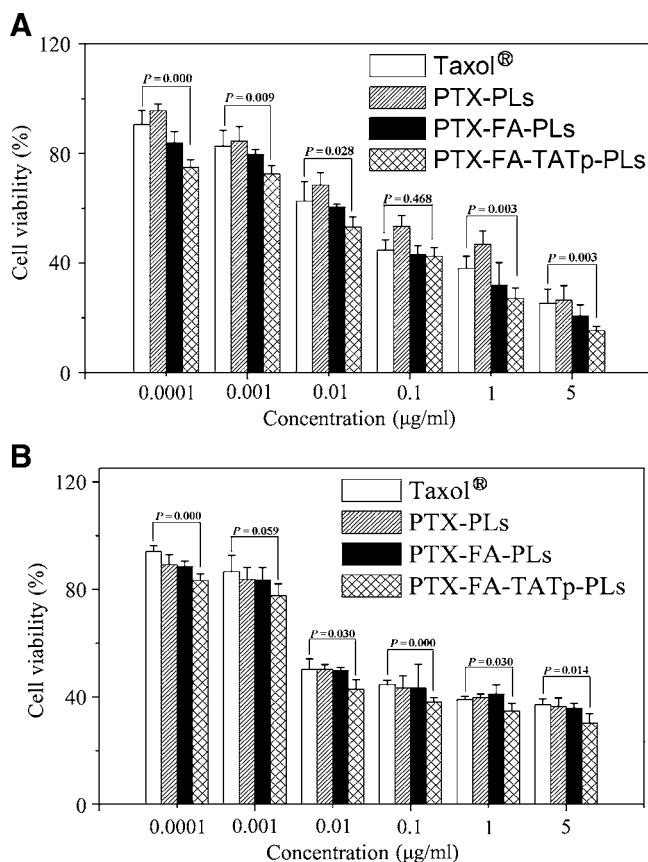 A
120
80
40
0
Cell viability (%)
Taxol®
PTX-PLs
PTX-FA-PLs
PTX-FA-TATp-PLs
P = 0.000
P = 0.009
P = 0.028
P = 0.468
P = 0.003
P = 0.003
0.0001 0.001 0.01 0.1 1 5
Concentration (μg/ml)
B
120
80
40
0
Cell viability (%)
Taxol®
PTX-PLs
PTX-FA-PLs
PTX-FA-TATp-PLs
P = 0.000
P = 0.059
P = 0.030
P = 0.000
P = 0.030
P = 0.014
0.0001 0.001 0.01 0.1 1 5
Concentration (μg/ml)